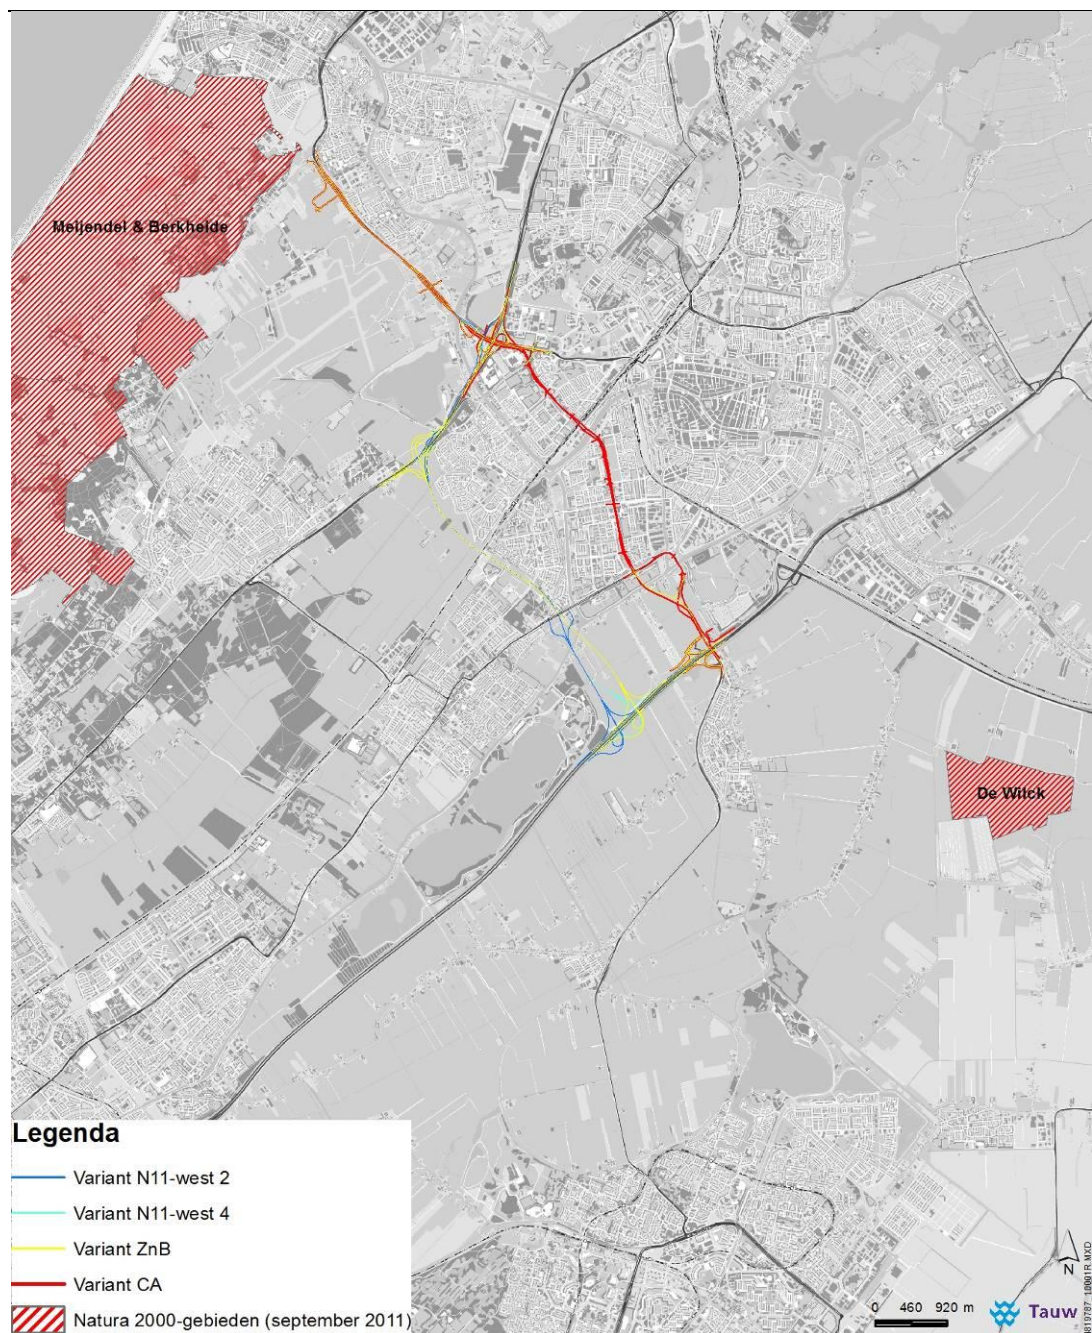 Meijendel & Berkheide
De Wilck
Legenda
Variant N11-west 2
Variant N11-west 4
Variant ZnB
Variant CA
Natura 2000-gebieden (september 2011)
0 460 920 m
N
Tauw